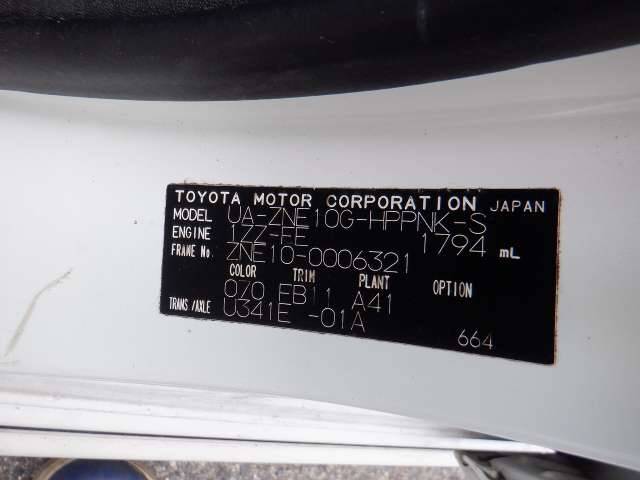 TOYOTA MOTOR CORPORATION JAPAN
MODEL UA-ZNE10G-HPPNK-S
ENGINE 1ZZ-FE 1794 mL
FRAME No. ZNE10-0006321
COLOR TRIM PLANT OPTION
070 EB11 A41
TRANS/AXLE U341E -01A
664